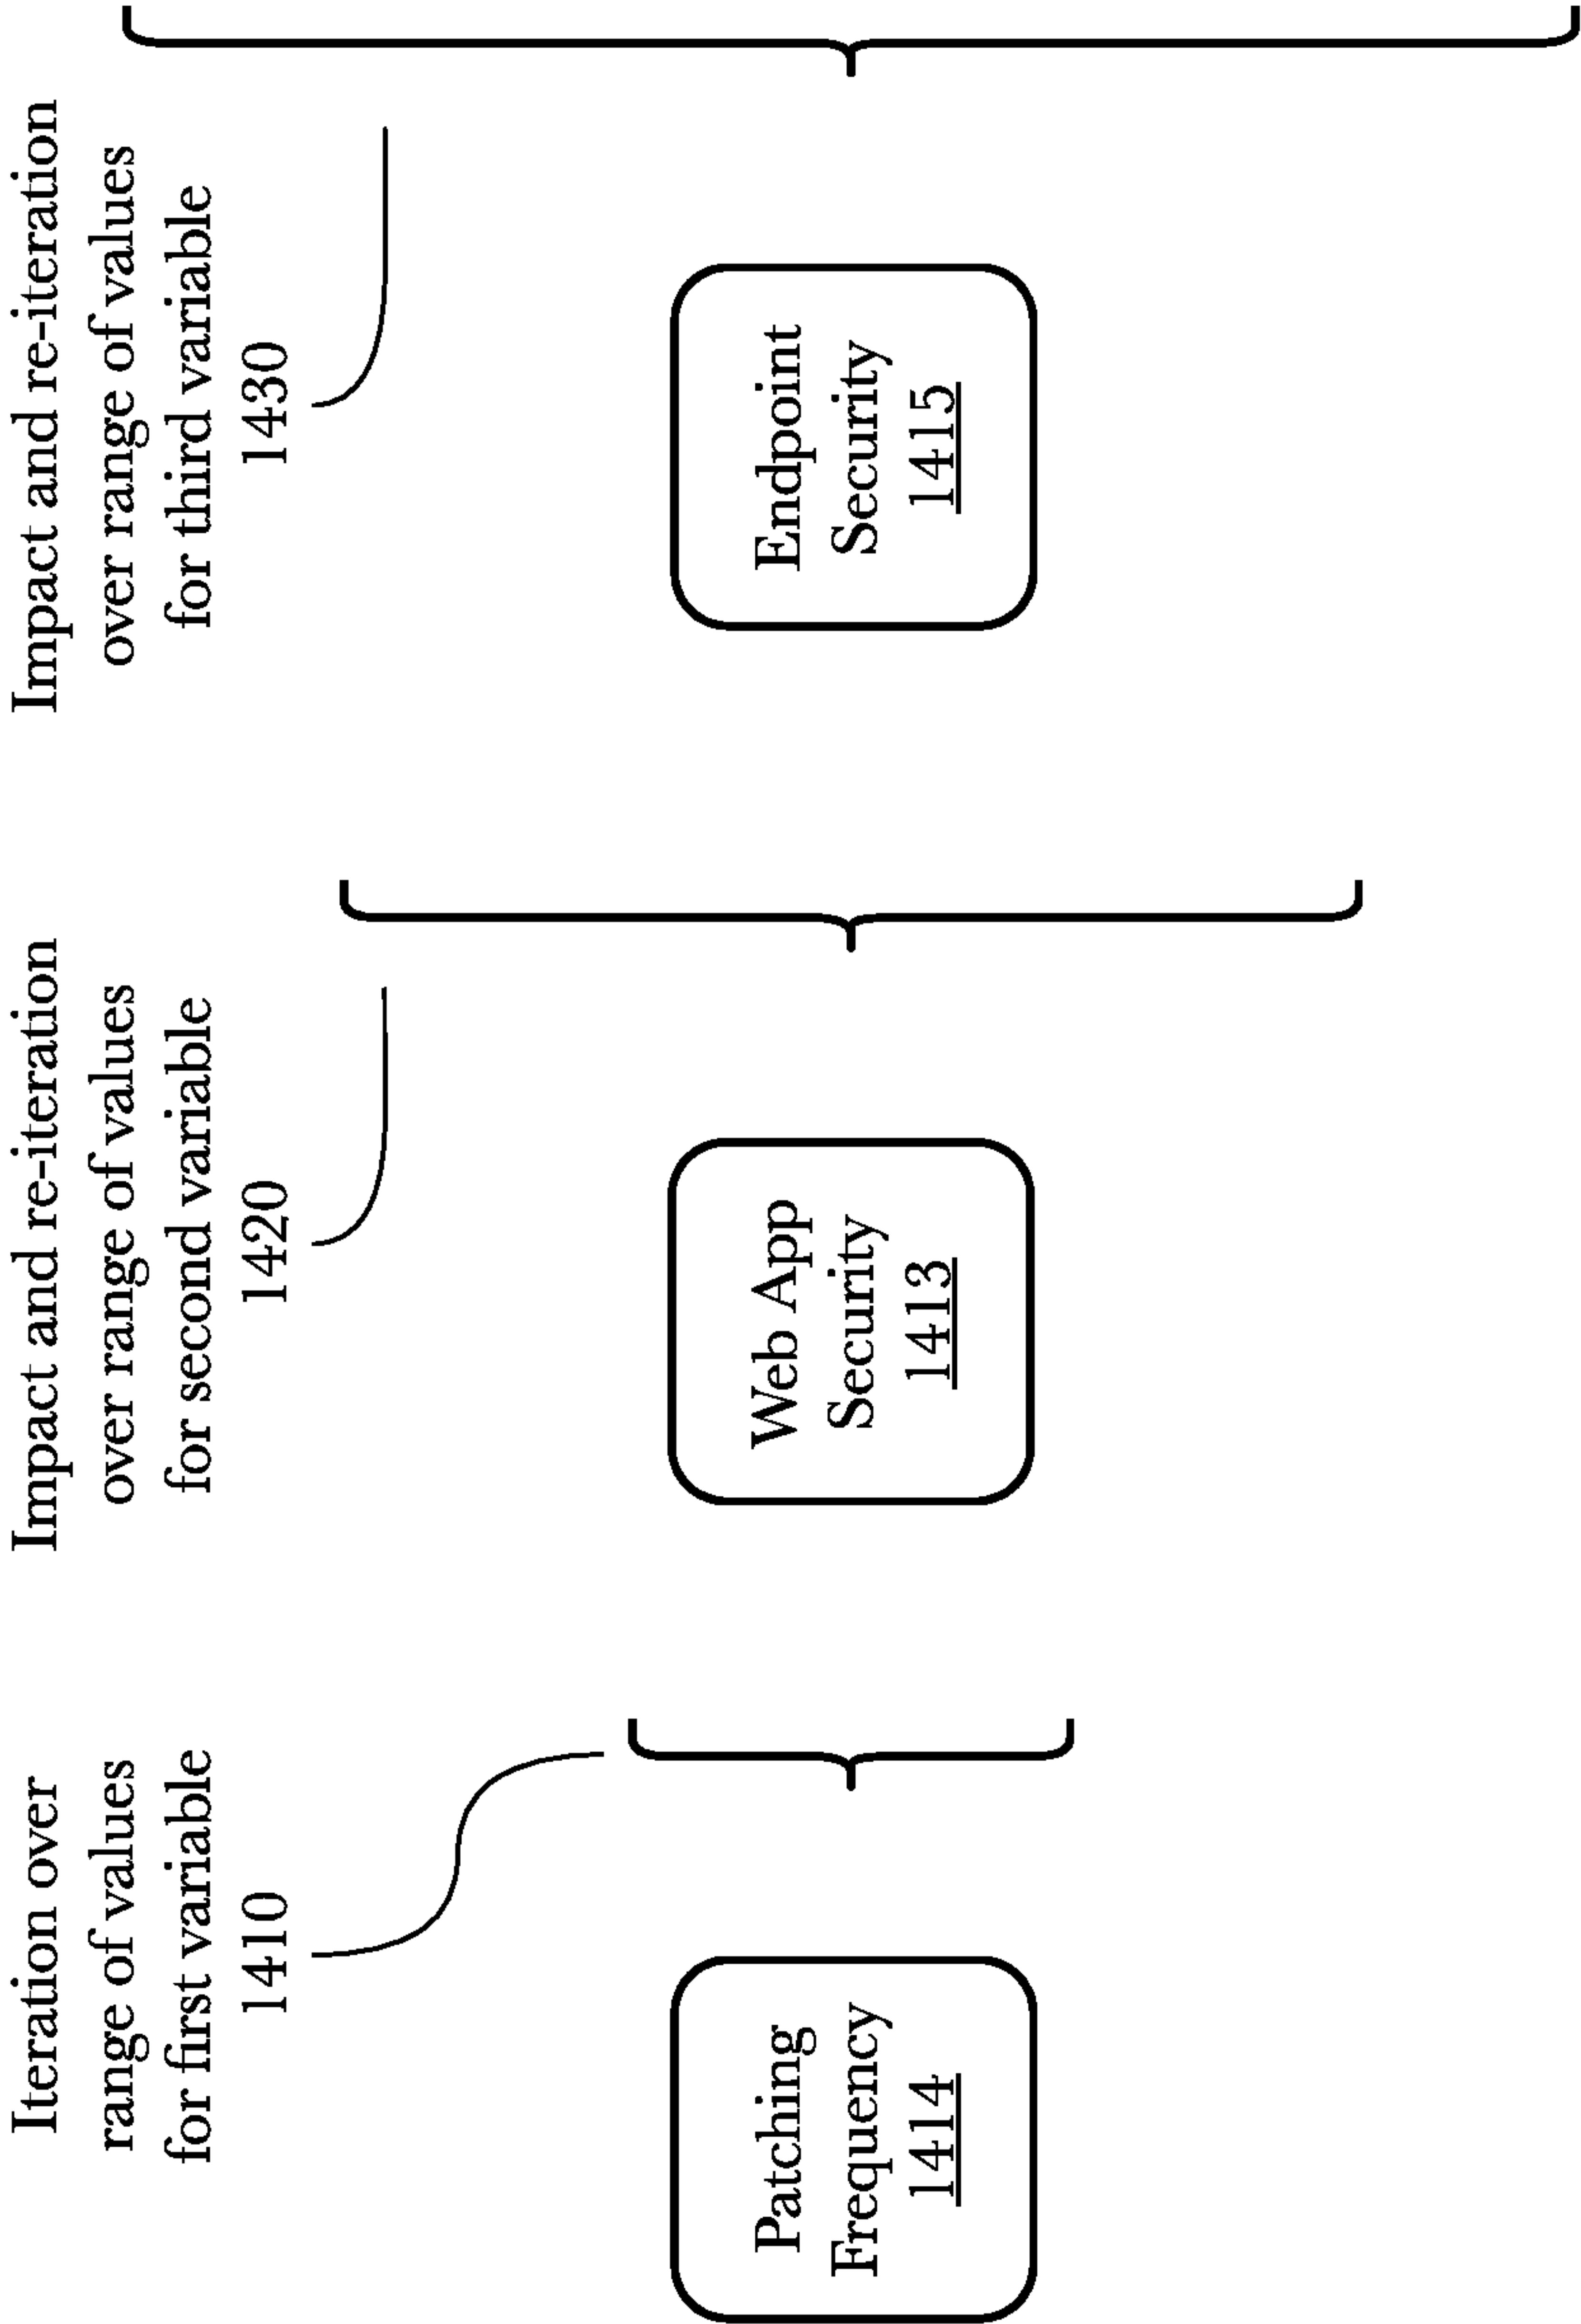 Iteration over
range of values
for first variable
1410
Impact and re-iteration
over range of values
for second variable
1420
Impact and re-iteration
over range of values
for third variable
1430
Patching
Frequency
1414
Web App
Security
1413
Endpoint
Security
1415